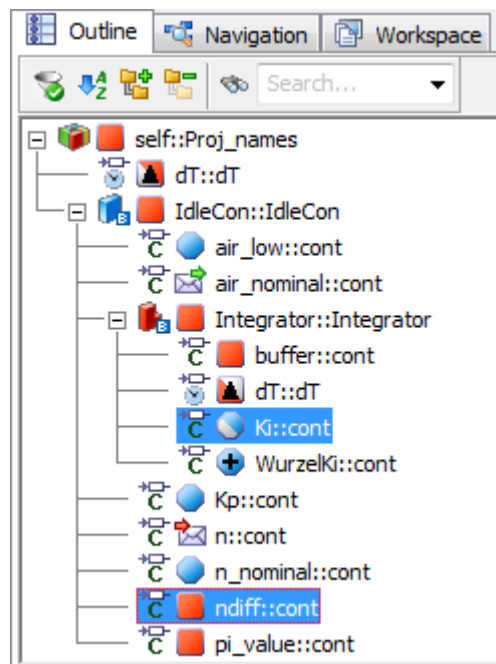 Outline Navigation Workspace
Search...
self::Proj_names
dT::dT
B IdleCon::IdleCon
C air_low::cont
C air_nominal::cont
B Integrator::Integrator
C buffer::cont
dT::dT
C Ki::cont
C WurzelKi::cont
C Kp::cont
C n::cont
C n_nominal::cont
C ndiff::cont
C pi_value::cont